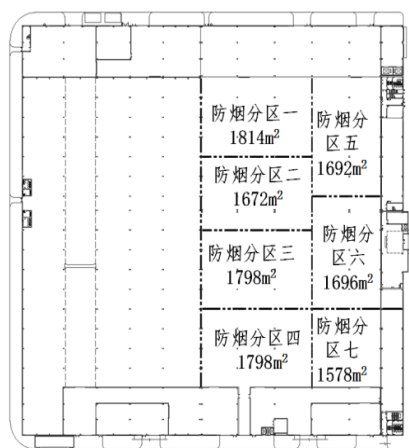 防烟分区一
1814m²
防烟分区二
1672m²
防烟分区三
1798m²
防烟分区四
1798m²
防烟分
区五
1692m²
防烟分
区六
1696m²
防烟分
区七
1578m²